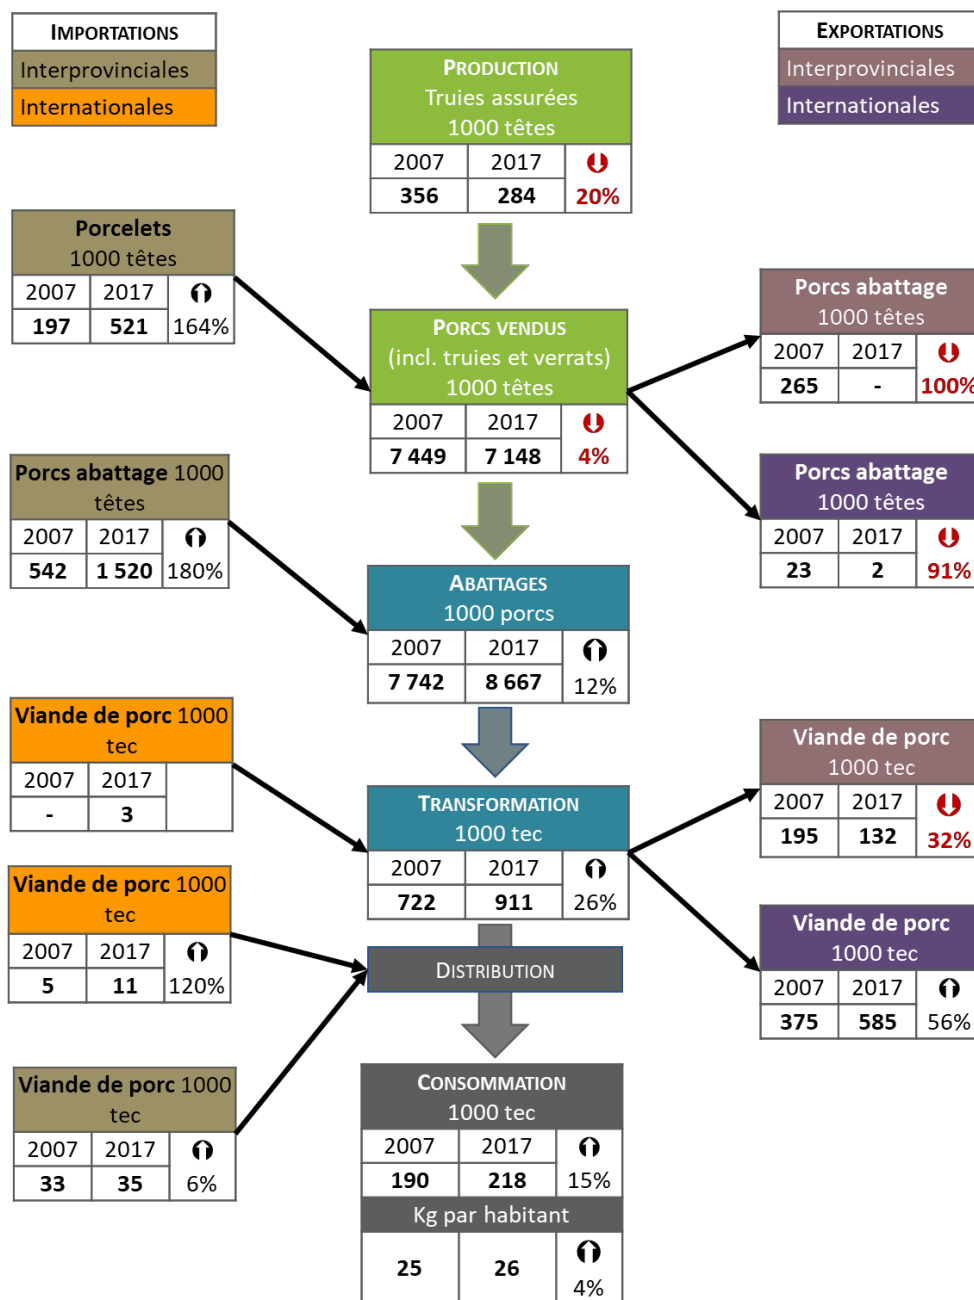 IMPORTATIONS
Interprovinciales
Internationales
EXPORTATIONS
Interprovinciales
Internationales
PRODUCTION
Truies assurées
1000 têtes
2007 2017
356 284 20%
Porcelets
1000 têtes
2007 2017
197 521 164%
PORCS VENDUS
(incl. truies et verrats)
1000 têtes
2007 2017
7 449 7 148 4%
Porcs abattage
1000 têtes
2007 2017
265 - 100%
Porcs abattage 1000
têtes
2007 2017
542 1 520 180%
Porcs abattage
1000 têtes
2007 2017
23 2 91%
ABATTAGES
1000 porcs
2007 2017
7 742 8 667 12%
Viande de porc 1000
tec
2007 2017
- 3
TRANSFORMATION
1000 tec
2007 2017
722 911 26%
Viande de porc
1000 tec
2007 2017
195 132 32%
Viande de porc 1000
tec
2007 2017
5 11 120%
DISTRIBUTION
Viande de porc
1000 tec
2007 2017
375 585 56%
Viande de porc 1000
tec
2007 2017
33 35 6%
CONSOMMATION
1000 tec
2007 2017
190 218 15%
Kg par habitant
25 26
4%